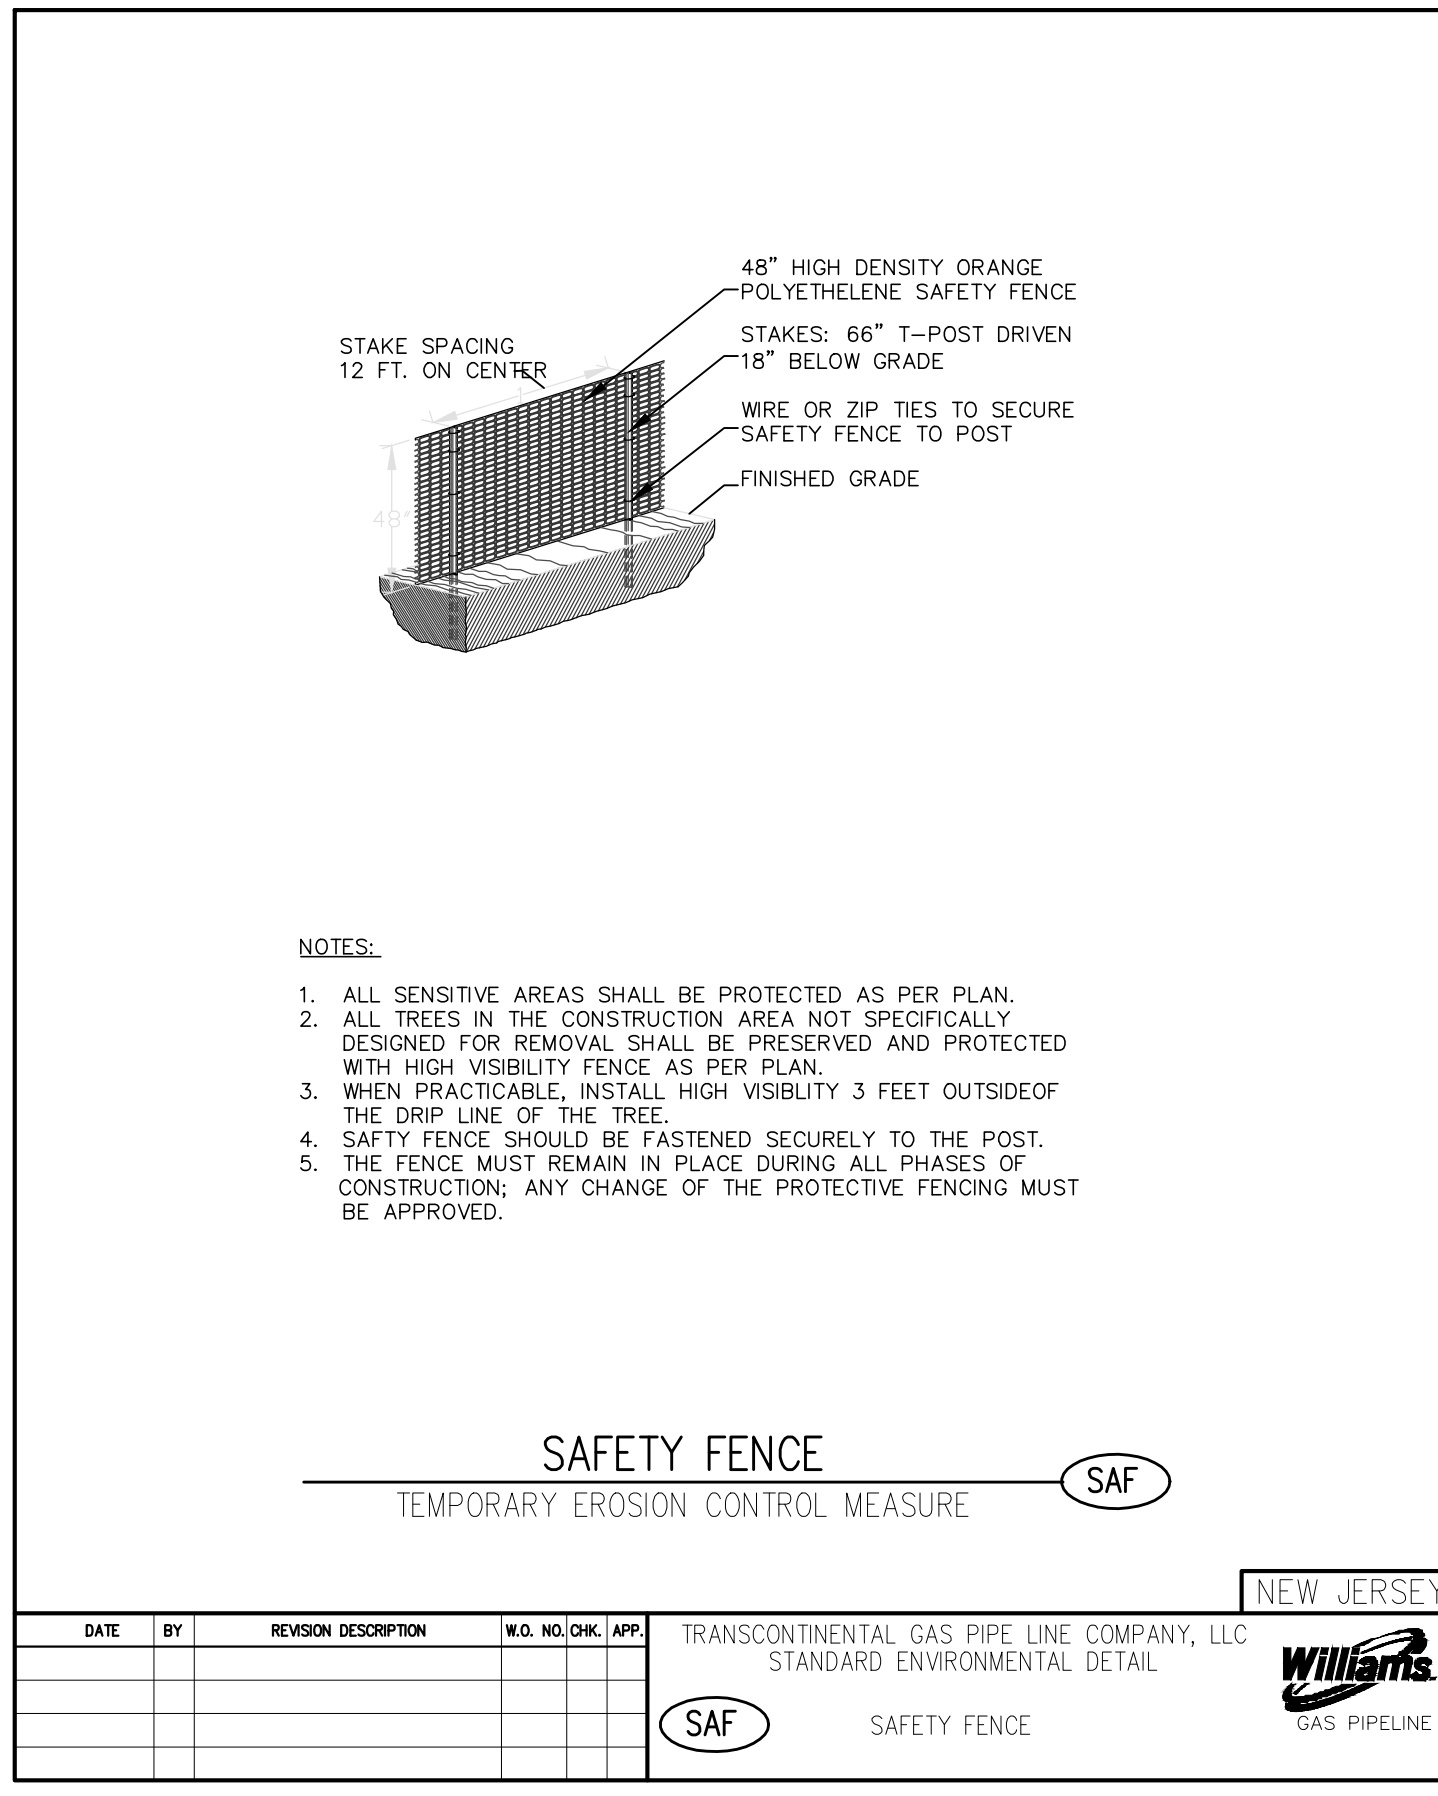 48” HIGH DENSITY ORANGE
POLYETHELENE SAFETY FENCE
STAKE SPACING
12 FT. ON CENTER
STAKES: 66” T-POST DRIVEN
18” BELOW GRADE
WIRE OR ZIP TIES TO SECURE
SAFETY FENCE TO POST
FINISHED GRADE
1
48"
NOTES:
1. ALL SENSITIVE AREAS SHALL BE PROTECTED AS PER PLAN.
2. ALL TREES IN THE CONSTRUCTION AREA NOT SPECIFICALLY
DESIGNED FOR REMOVAL SHALL BE PRESERVED AND PROTECTED
WITH HIGH VISIBILITY FENCE AS PER PLAN.
3. WHEN PRACTICABLE, INSTALL HIGH VISIBLITY 3 FEET OUTSIDEOF
THE DRIP LINE OF THE TREE.
4. SAFTY FENCE SHOULD BE FASTENED SECURELY TO THE POST.
5. THE FENCE MUST REMAIN IN PLACE DURING ALL PHASES OF
CONSTRUCTION; ANY CHANGE OF THE PROTECTIVE FENCING MUST
BE APPROVED.
SAFETY FENCE
SAF
TEMPORARY EROSION CONTROL MEASURE
NEW JERSEY
DATE BY REVISION DESCRIPTION W.O. NO. CHK. APP.
TRANSCONTINENTAL GAS PIPE LINE COMPANY, LLC
STANDARD ENVIRONMENTAL DETAIL
Williams
GAS PIPELINE
SAF
SAFETY FENCE